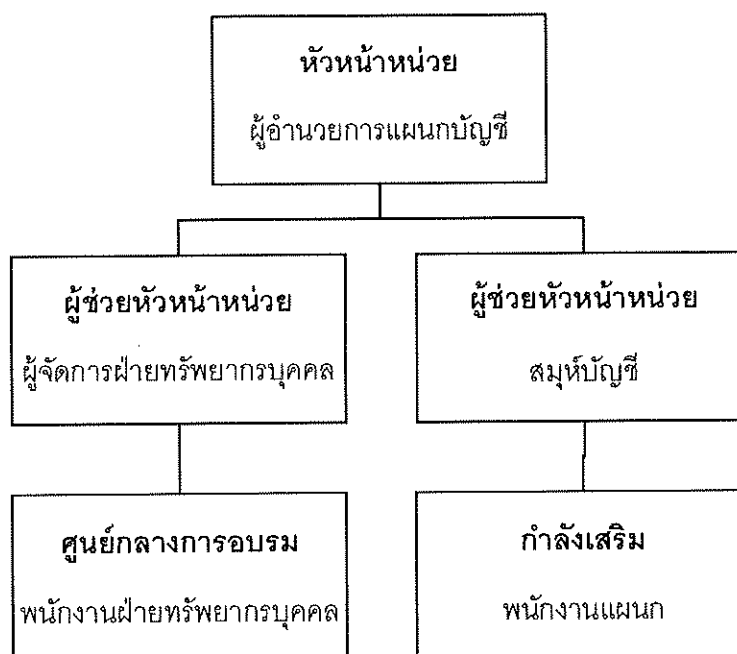 หัวหน้าหน่วย
ผู้อำนวยการแผนกบัญชี
ผู้ช่วยหัวหน้าหน่วย
ผู้จัดการฝ่ายทรัพยากรบุคคล
ผู้ช่วยหัวหน้าหน่วย
สมุห์บัญชี
ศูนย์กลางการอบรม
พนักงานฝ่ายทรัพยากรบุคคล
กำลังเสริม
พนักงานแผนก